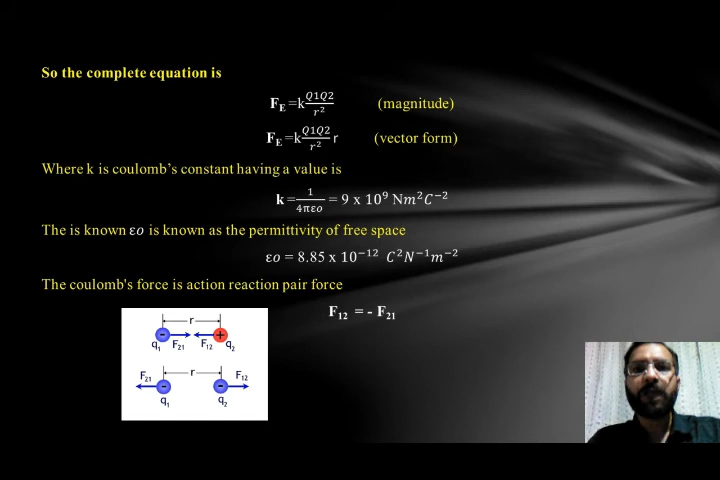 So the complete equation is
F_E =k Q1Q2/r² (magnitude)
F_E =k Q1Q2/r² r (vector form)
Where k is coulomb's constant having a value is
k = 1/4πεo = 9 x 10⁹ Nm²C⁻²
The is known εo is known as the permittivity of free space
εo = 8.85 x 10⁻¹² C²N⁻¹m⁻²
The coulomb's force is action reaction pair force
F₁₂ = - F₂₁
r
- +
q₁ F₂₁ F₁₂ q₂
F₂₁ r F₁₂
- -
q₁ q₂